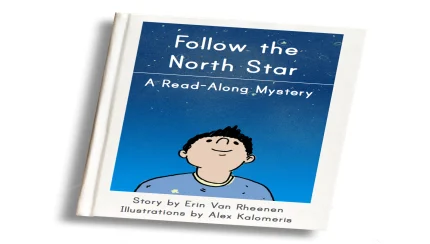 Follow the
North Star
A Read-Along Mystery
Story by Erin Van Rheenen
Illustrations by Alex Kalomeris